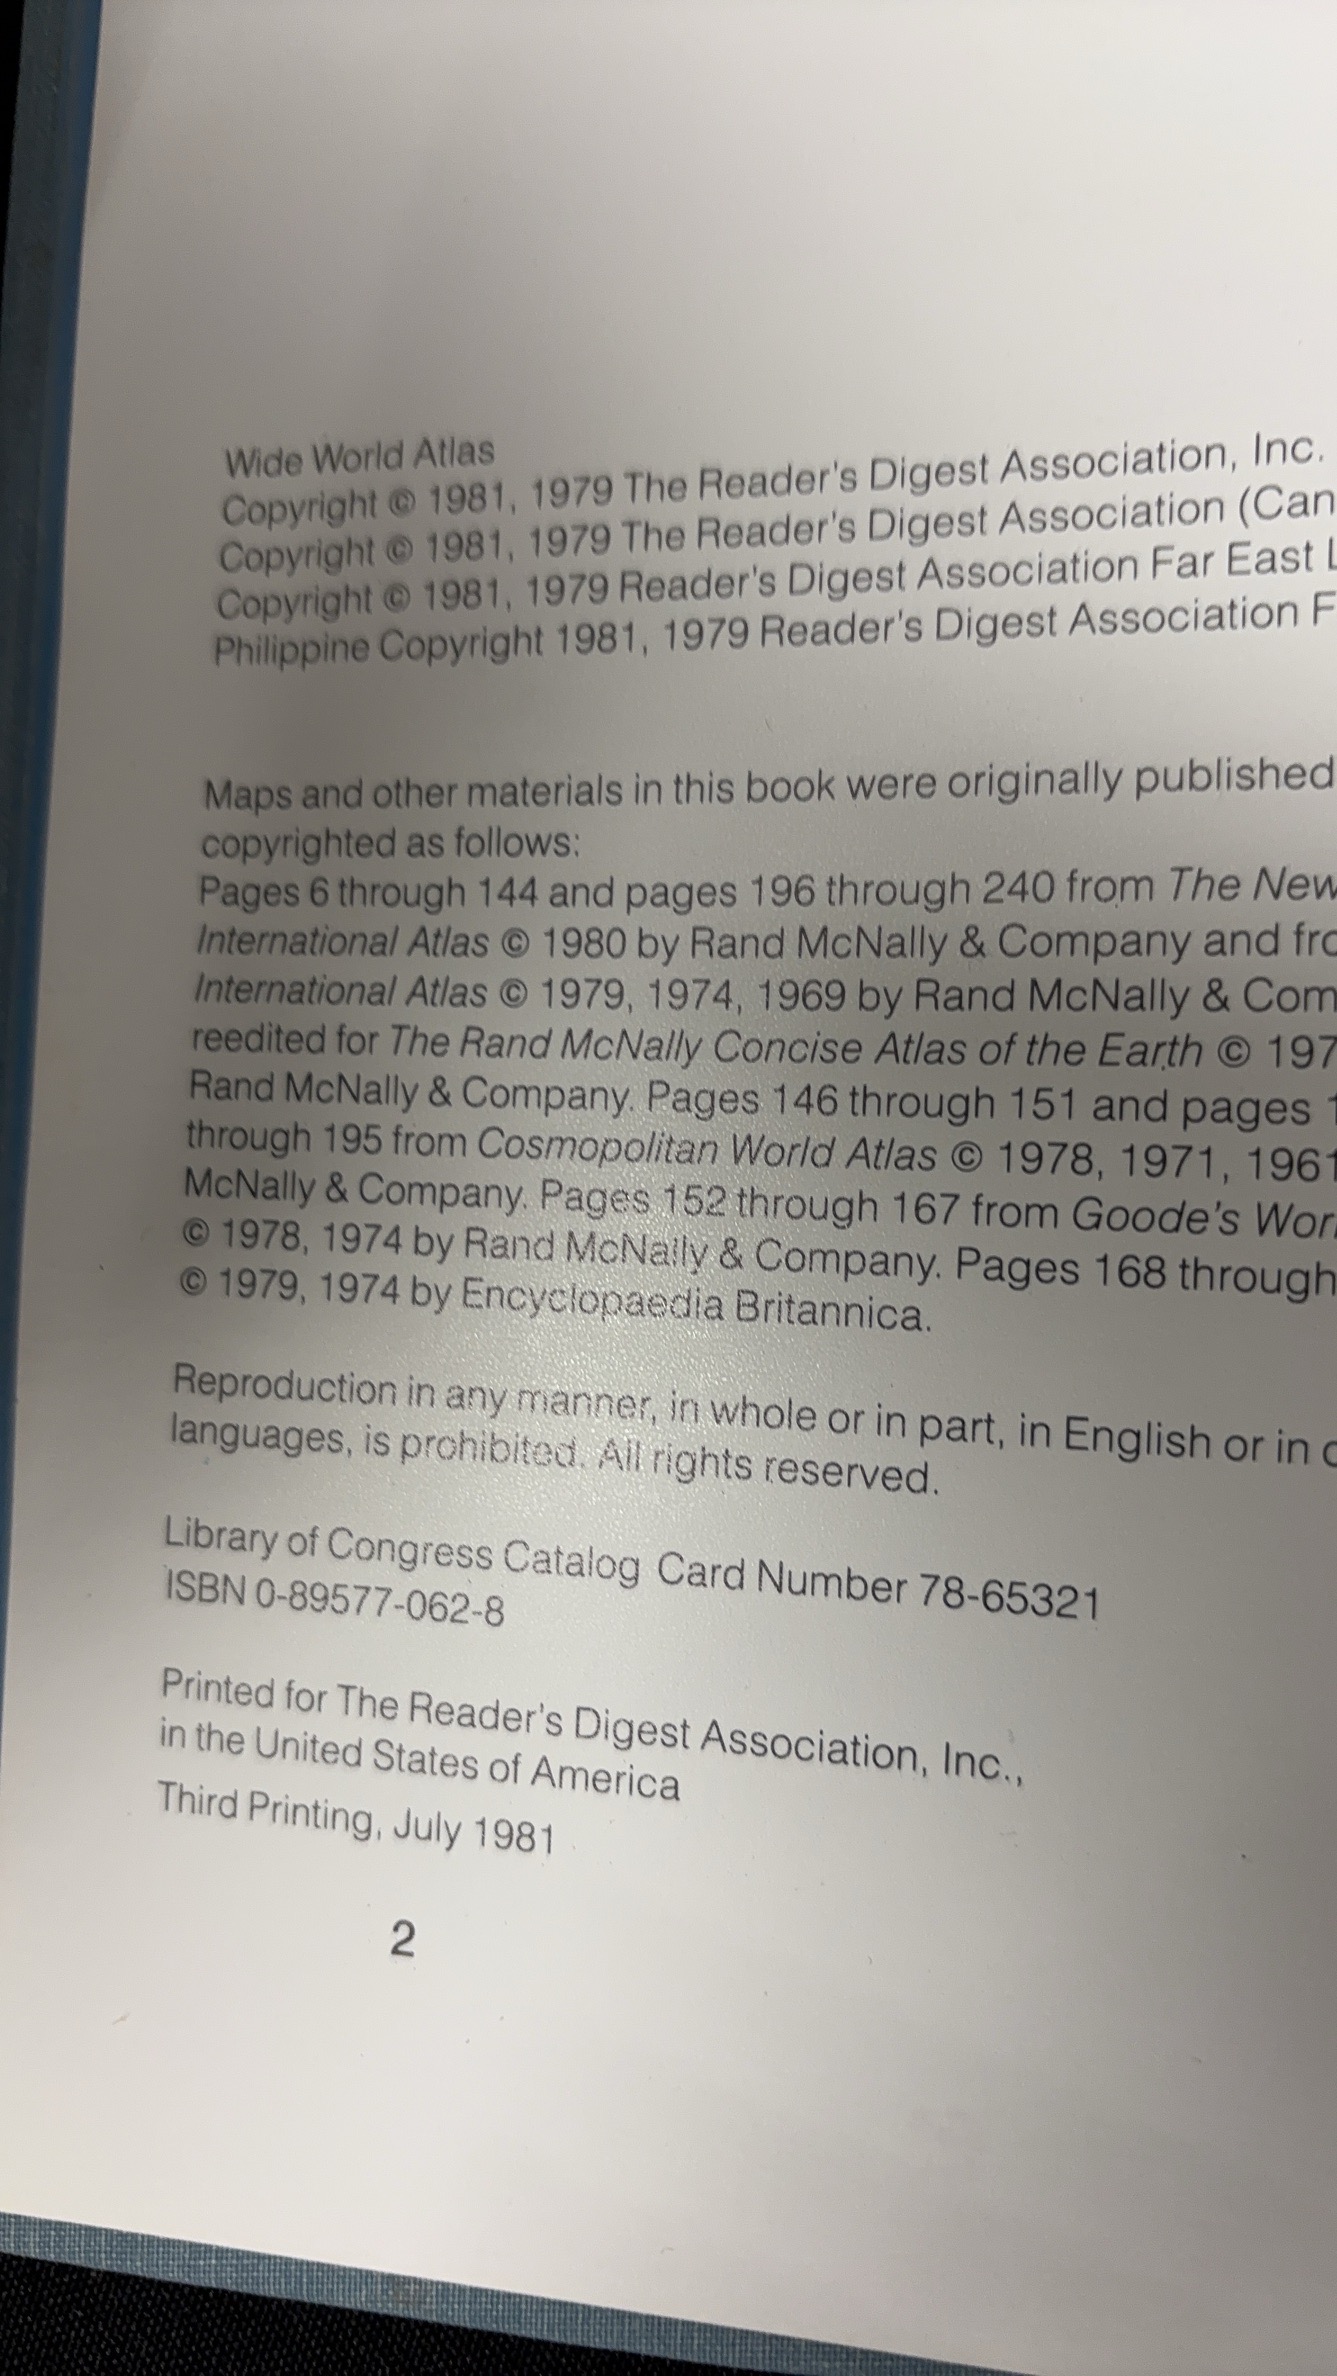 Wide World Atlas
Copyright © 1981, 1979 The Reader's Digest Association, Inc.
Copyright © 1981, 1979 The Reader's Digest Association (Can
Copyright © 1981, 1979 Reader's Digest Association Far East L
Philippine Copyright 1981, 1979 Reader's Digest Association F
Maps and other materials in this book were originally published
copyrighted as follows:
Pages 6 through 144 and pages 196 through 240 from The New
International Atlas © 1980 by Rand McNally & Company and fro
International Atlas © 1979, 1974, 1969 by Rand McNally & Com
reedited for The Rand McNally Concise Atlas of the Earth © 197
Rand McNally & Company. Pages 146 through 151 and pages 1
through 195 from Cosmopolitan World Atlas © 1978, 1971, 1961
McNally & Company. Pages 152 through 167 from Goode's Wor
© 1978, 1974 by Rand McNally & Company. Pages 168 through
© 1979, 1974 by Encyclopaedia Britannica.
Reproduction in any manner, in whole or in part, in English or in o
languages, is prohibited. All rights reserved.
Library of Congress Catalog Card Number 78-65321
ISBN 0-89577-062-8
Printed for The Reader's Digest Association, Inc.,
in the United States of America
Third Printing, July 1981
2